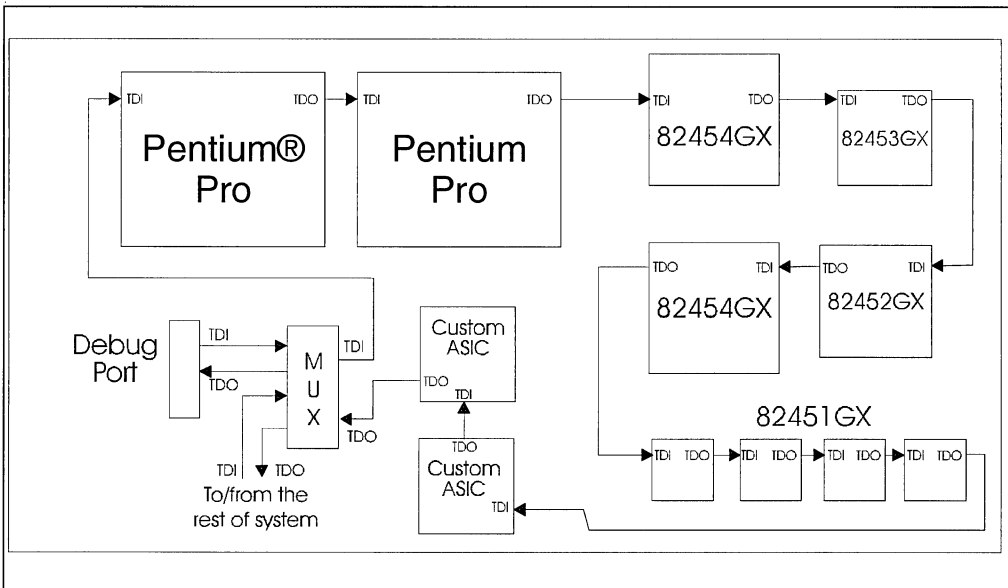 TDI
TDO
Pentium® Pro
TDI
TDO
Pentium Pro
TDI
TDO
82454GX
TDI
TDO
82453GX
TDO
TDI
82454GX
TDO
TDI
82452GX
Debug Port
TDI
TDO
MUX
TDI
TDO
TDI
TDO
To/from the
rest of system
Custom
ASIC
TDO
TDI
TDO
Custom
ASIC
TDI
82451GX
TDI
TDO
TDI
TDO
TDI
TDO
TDI
TDO